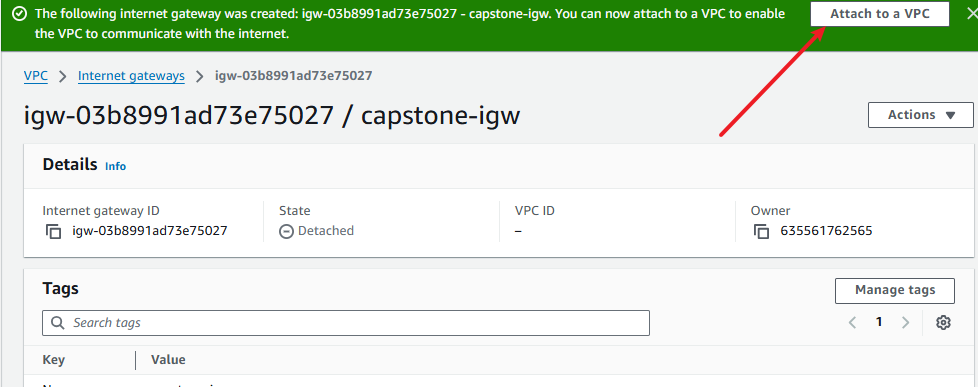 The following internet gateway was created: igw-03b8991ad73e75027 - capstone-igw. You can now attach to a VPC to enable
the VPC to communicate with the internet.
Attach to a VPC
VPC > Internet gateways > igw-03b8991ad73e75027
igw-03b8991ad73e75027 / capstone-igw
Actions
Details Info
Internet gateway ID
igw-03b8991ad73e75027
State
Detached
VPC ID
–
Owner
635561762565
Tags
Manage tags
Search tags
1
Key
Value